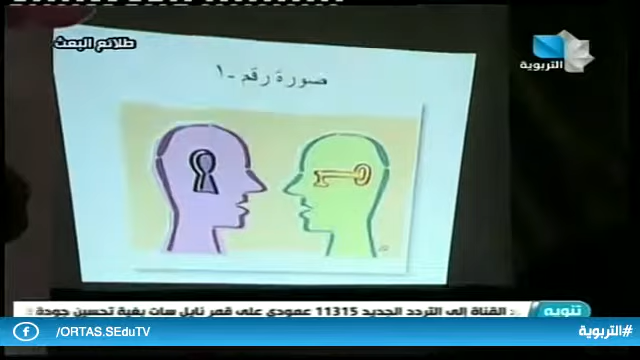 طلائع البعث
التربوية
صورة رقم -١
القناة إلى التردد الجديد 11315 عمودي على قمر نايل سات بغية تحسين جودة
تنويه
/ORTAS.SEduTV
#التربوية